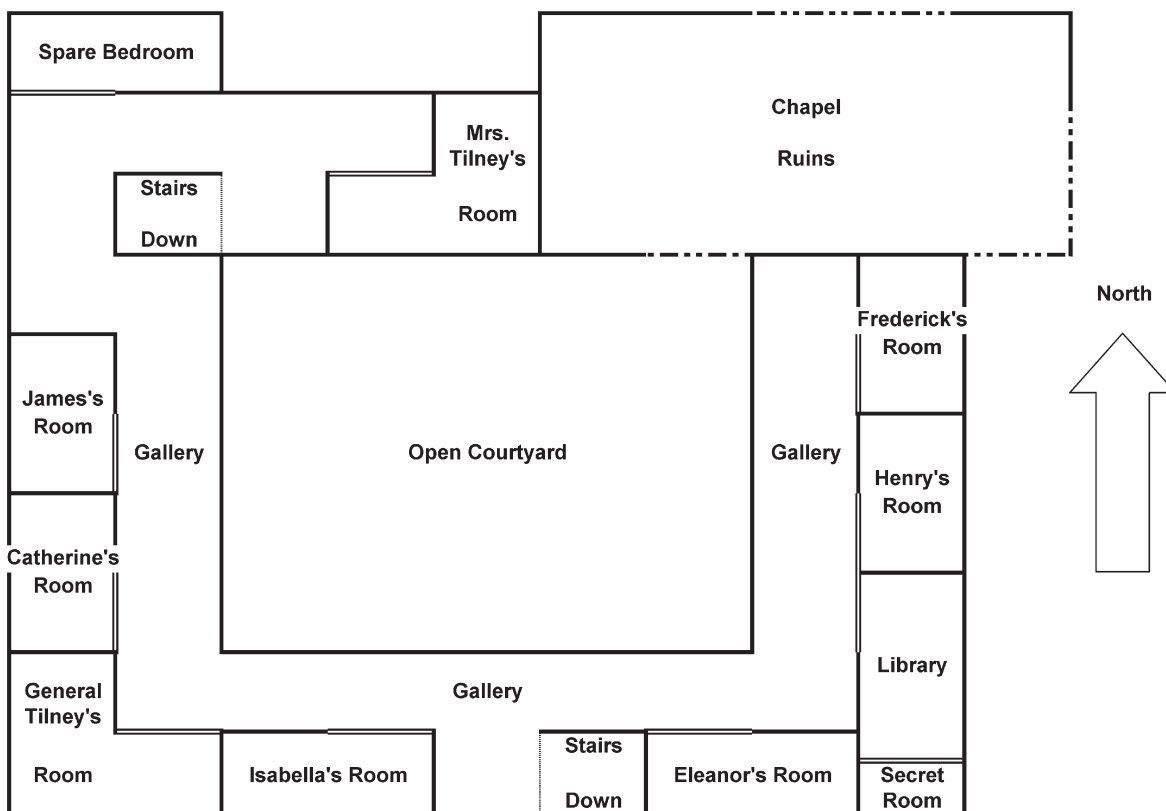 Spare Bedroom
Chapel
Ruins
Mrs.
Tilney's
Room
Stairs
Down
North
Frederick's
Room
James's
Room
Gallery
Open Courtyard
Gallery
Henry's
Room
Catherine's
Room
Library
General
Tilney's
Room
Gallery
Stairs
Down
Isabella's Room
Eleanor's Room
Secret
Room